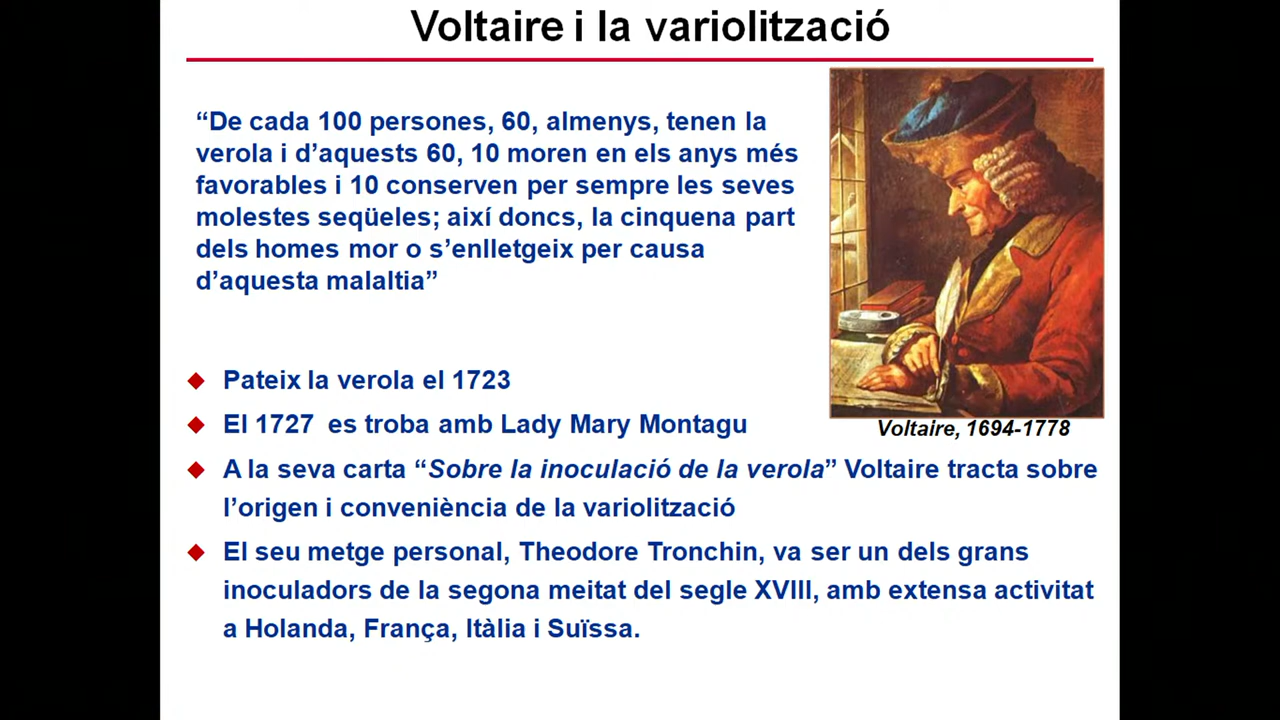 Voltaire i la variolització
“De cada 100 persones, 60, almenys, tenen la
verola i d’aquests 60, 10 moren en els anys més
favorables i 10 conserven per sempre les seves
molestes seqüeles; així doncs, la cinquena part
dels homes mor o s’enlletgeix per causa
d’aquesta malaltia”
Voltaire, 1694-1778
Pateix la verola el 1723
El 1727 es troba amb Lady Mary Montagu
A la seva carta “Sobre la inoculació de la verola” Voltaire tracta sobre
l’origen i conveniència de la variolització
El seu metge personal, Theodore Tronchin, va ser un dels grans
inoculadors de la segona meitat del segle XVIII, amb extensa activitat
a Holanda, França, Itàlia i Suïssa.